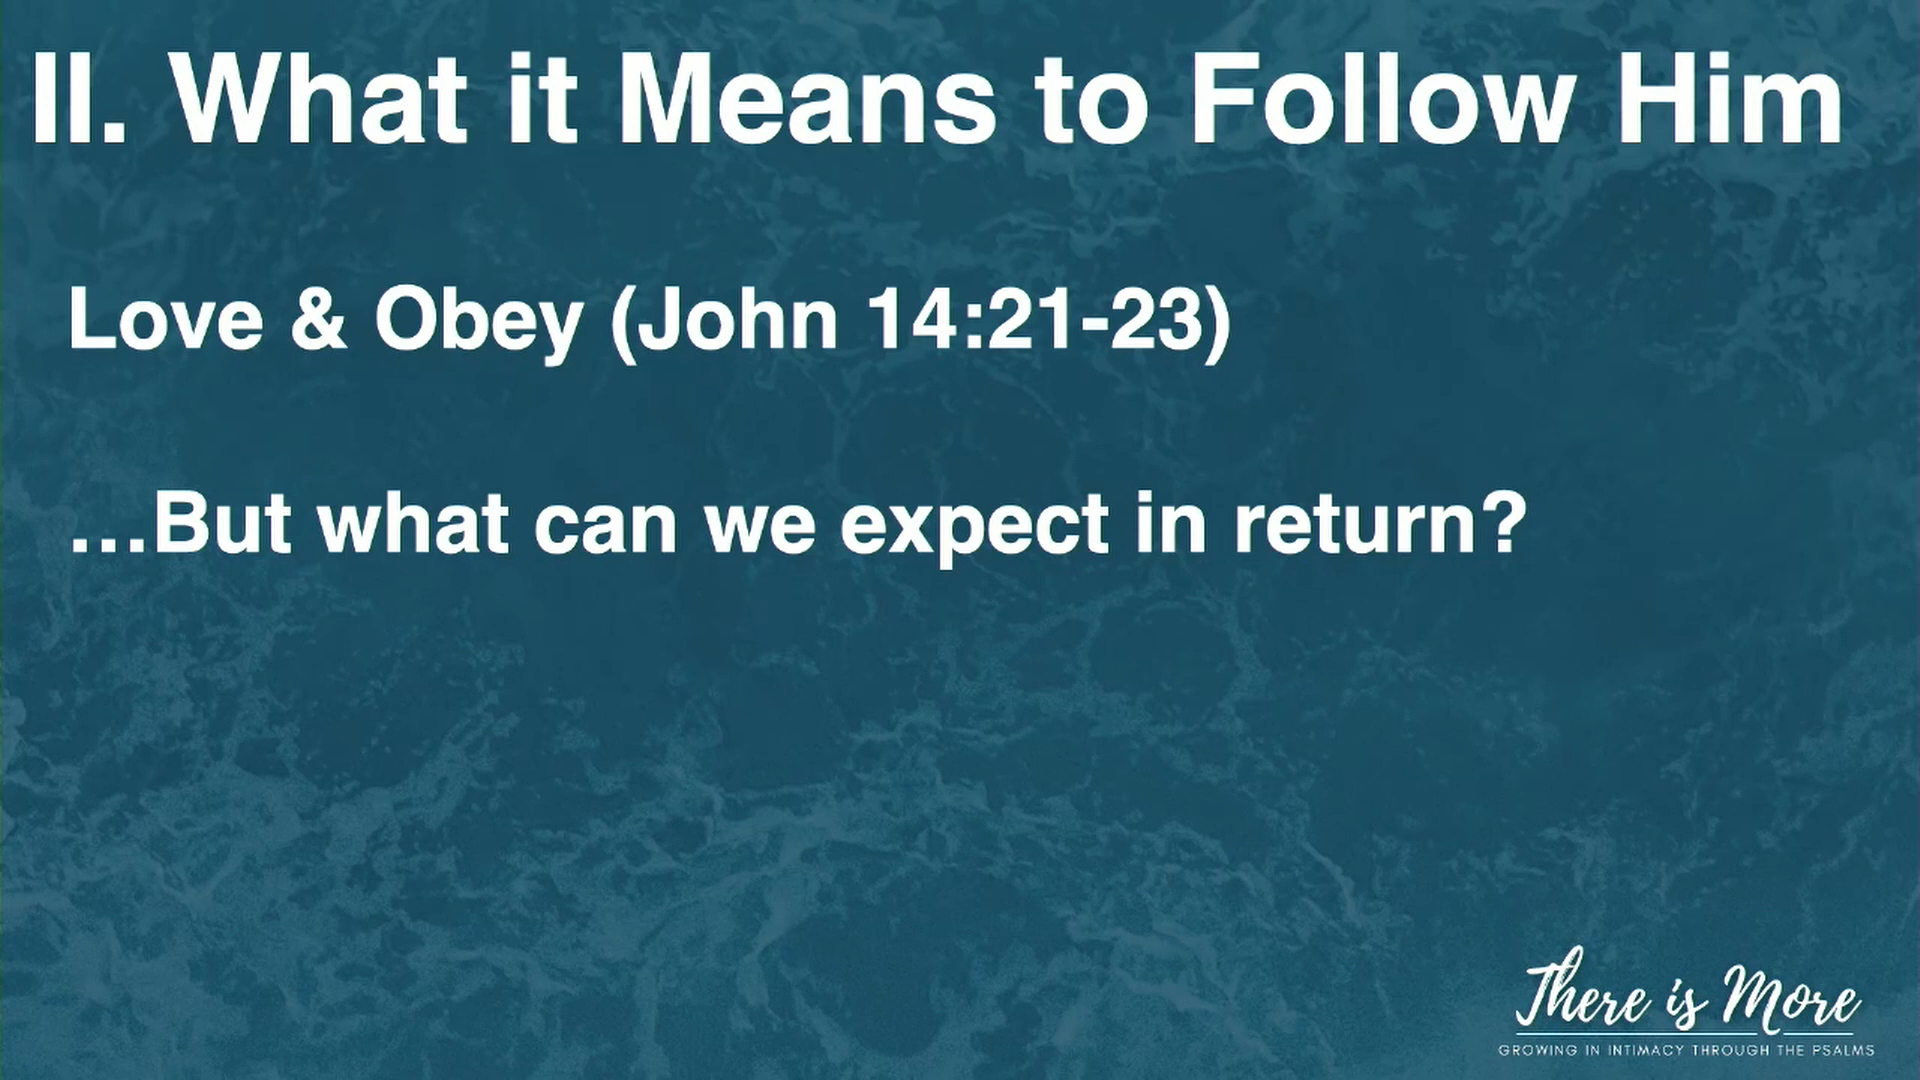 II. What it Means to Follow Him
Love & Obey (John 14:21-23)
...But what can we expect in return?
There is More
GROWING IN INTIMACY THROUGH THE PSALMS